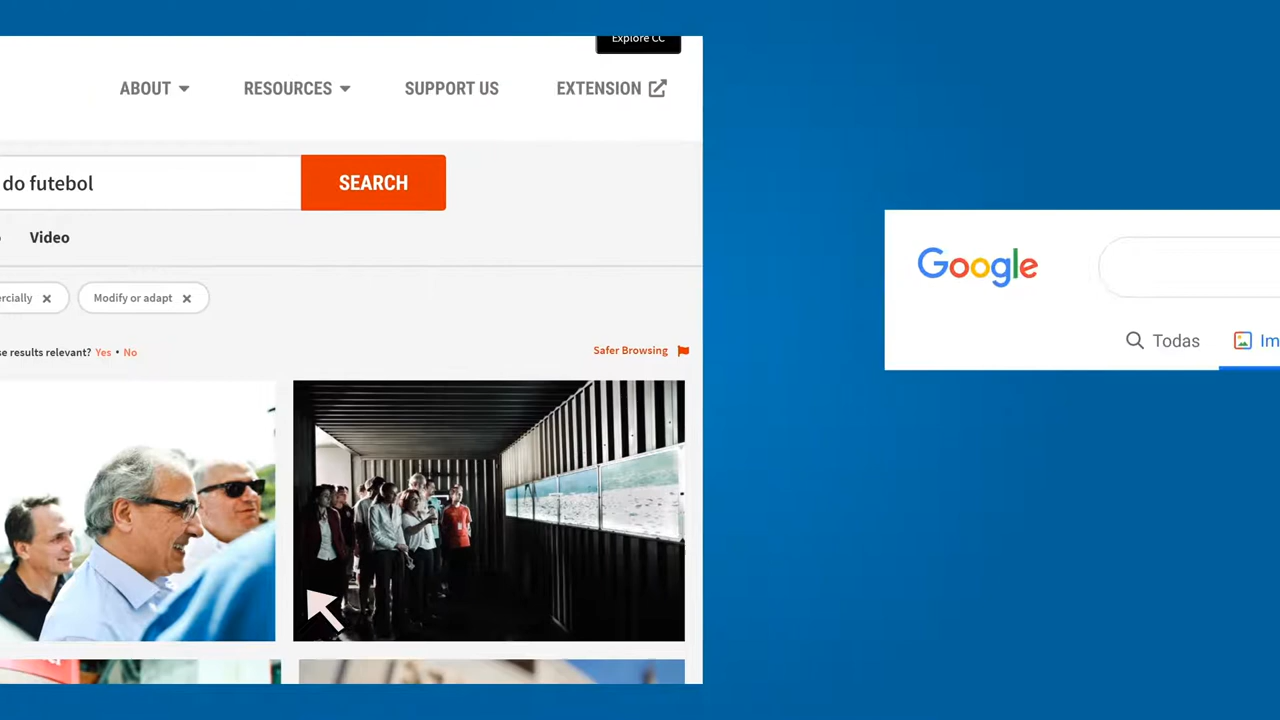 Explore CC
ABOUT RESOURCES SUPPORT US EXTENSION
do futebol SEARCH
Video
ercially Modify or adapt
se results relevant? Yes • No Safer Browsing
Google
Todas Im